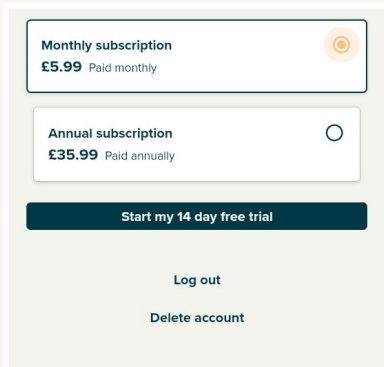 Monthly subscription
£5.99 Paid monthly
Annual subscription
£35.99 Paid annually
Start my 14 day free trial
Log out
Delete account